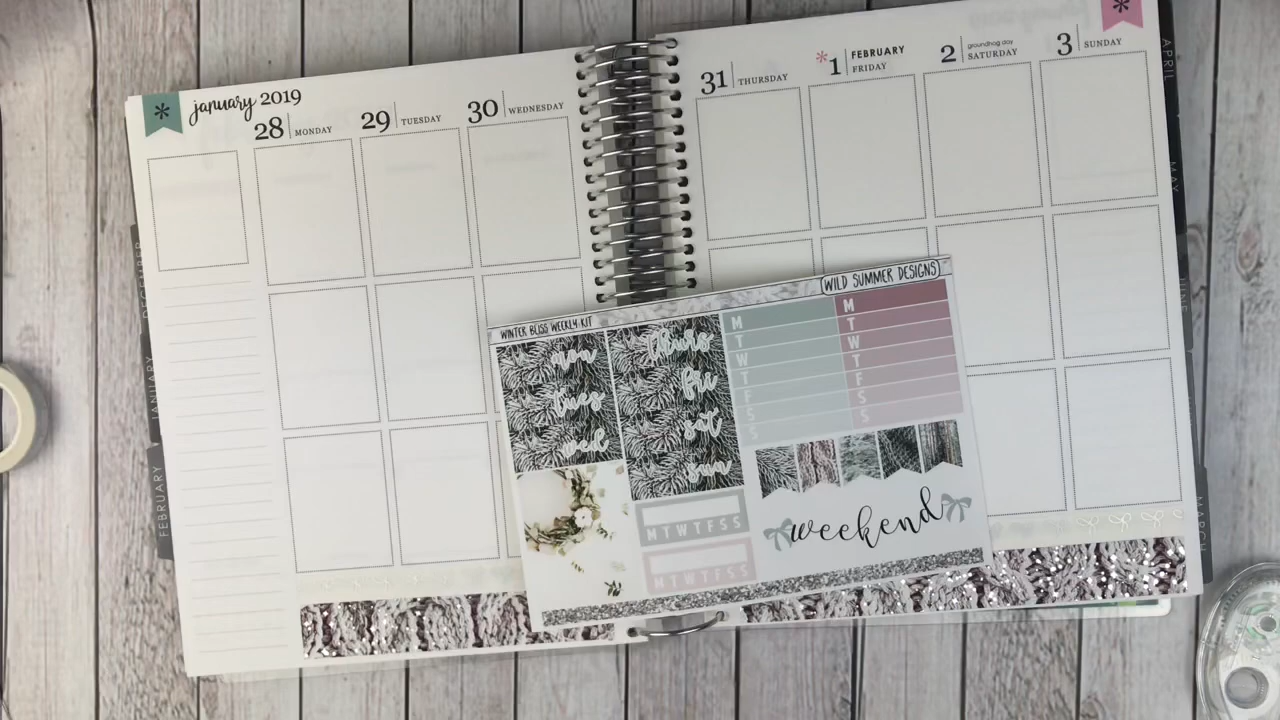 * january 2019
28 MONDAY
29 TUESDAY
30 WEDNESDAY
31 THURSDAY
* 1 FEBRUARY FRIDAY
2 groundhog day SATURDAY
3 SUNDAY
*
APRIL
MAY
JUNE
MARCH
DECEMBER
JANUARY
FEBRUARY
WINTER BLISS WEEKLY KIT
WILD SUMMER DESIGNS
mon
tues
wed
thurs
fri
sat
sun
M
T
W
T
F
S
S
M
T
W
T
F
S
S
MTWTFSS
MTWTFSS
weekend